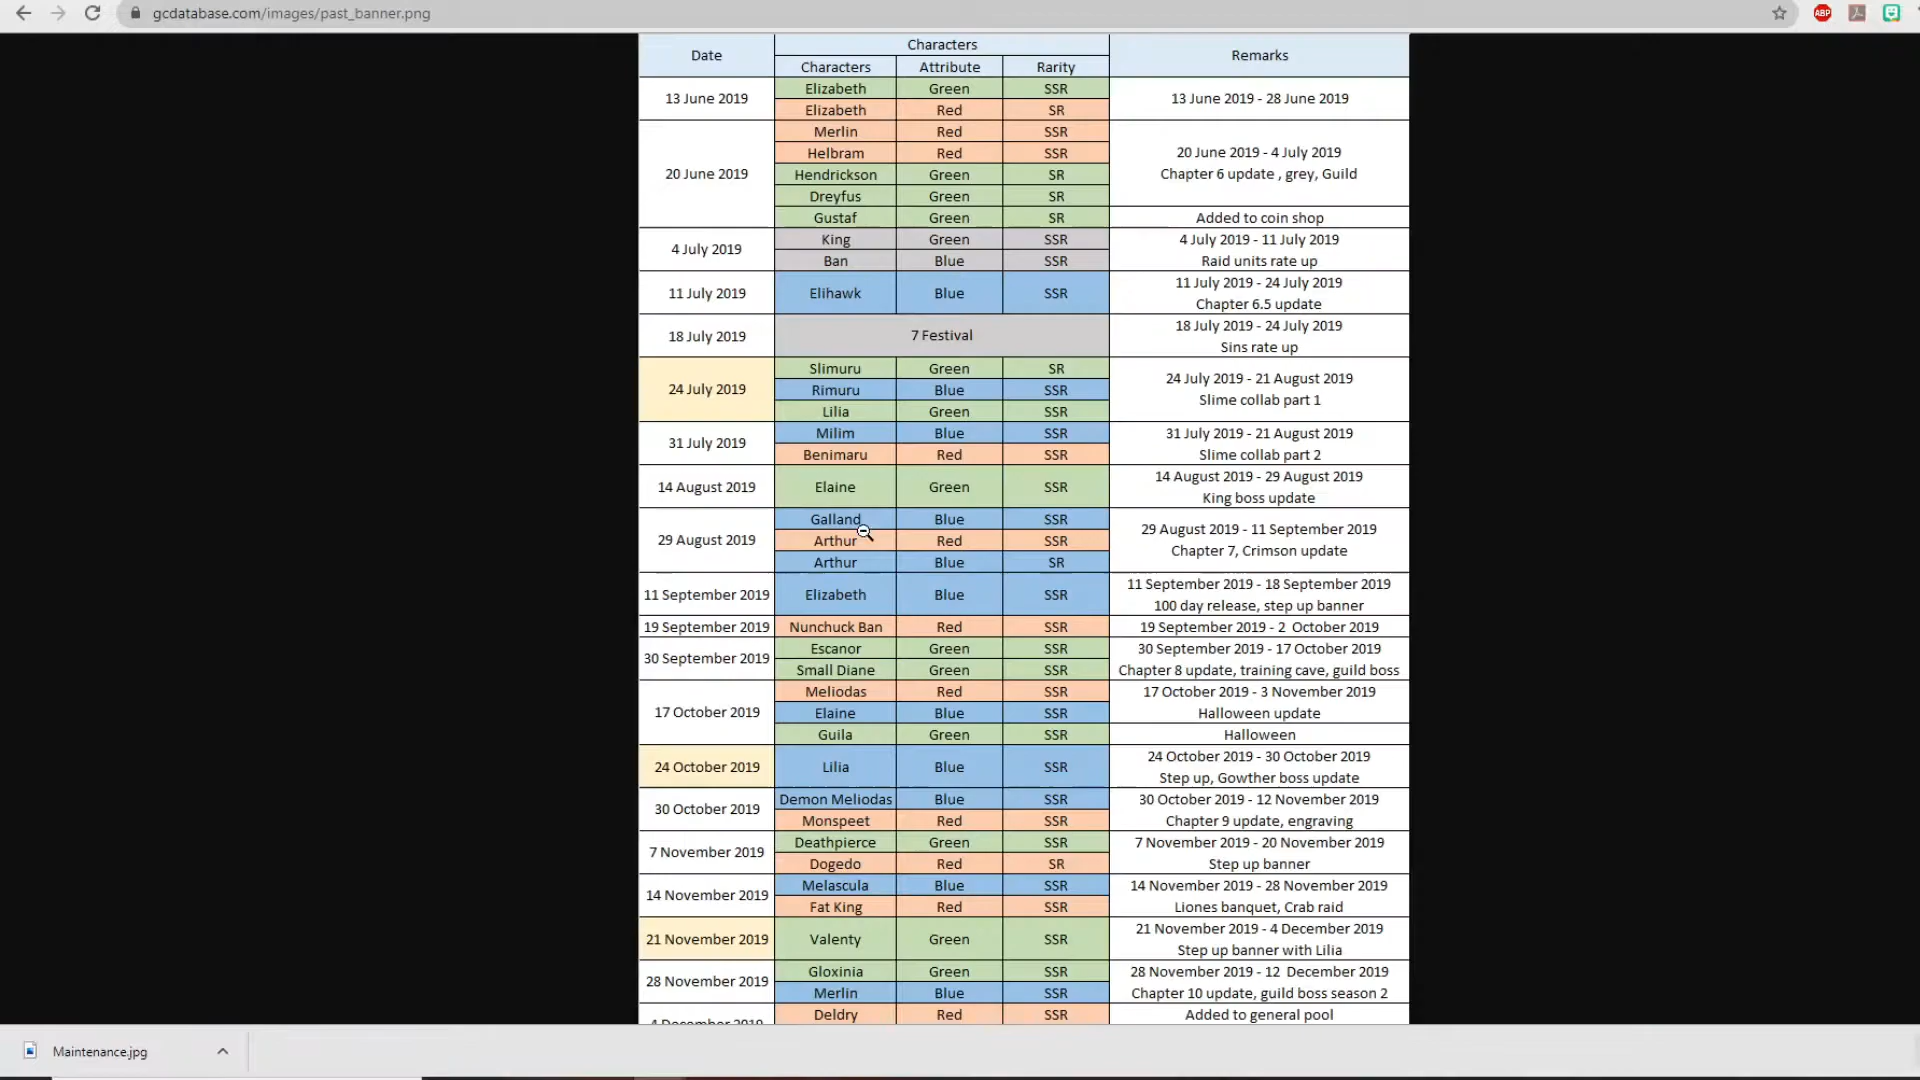 gcdatabase.com/images/past_banner.png
ABP
Date Characters Remarks
Characters Attribute Rarity
13 June 2019 Elizabeth Green SSR 13 June 2019 - 28 June 2019
Elizabeth Red SR
20 June 2019 Merlin Red SSR 20 June 2019 - 4 July 2019
Helbram Red SSR Chapter 6 update , grey, Guild
Hendrickson Green SR
Dreyfus Green SR
Gustaf Green SR Added to coin shop
4 July 2019 King Green SSR 4 July 2019 - 11 July 2019
Ban Blue SSR Raid units rate up
11 July 2019 Elihawk Blue SSR 11 July 2019 - 24 July 2019
Chapter 6.5 update
18 July 2019 7 Festival 18 July 2019 - 24 July 2019
Sins rate up
24 July 2019 Slimuru Green SR 24 July 2019 - 21 August 2019
Rimuru Blue SSR Slime collab part 1
Lilia Green SSR
31 July 2019 Milim Blue SSR 31 July 2019 - 21 August 2019
Benimaru Red SSR Slime collab part 2
14 August 2019 Elaine Green SSR 14 August 2019 - 29 August 2019
King boss update
29 August 2019 Galland Blue SSR 29 August 2019 - 11 September 2019
Arthur Red SSR Chapter 7, Crimson update
Arthur Blue SR
11 September 2019 Elizabeth Blue SSR 11 September 2019 - 18 September 2019
100 day release, step up banner
19 September 2019 Nunchuck Ban Red SSR 19 September 2019 - 2 October 2019
30 September 2019 Escanor Green SSR 30 September 2019 - 17 October 2019
Small Diane Green SSR Chapter 8 update, training cave, guild boss
17 October 2019 Meliodas Red SSR 17 October 2019 - 3 November 2019
Elaine Blue SSR Halloween update
Guila Green SSR Halloween
24 October 2019 Lilia Blue SSR 24 October 2019 - 30 October 2019
Step up, Gowther boss update
30 October 2019 Demon Meliodas Blue SSR 30 October 2019 - 12 November 2019
Monspeet Red SSR Chapter 9 update, engraving
7 November 2019 Deathpierce Green SSR 7 November 2019 - 20 November 2019
Dogedo Red SR Step up banner
14 November 2019 Melascula Blue SSR 14 November 2019 - 28 November 2019
Fat King Red SSR Liones banquet, Crab raid
21 November 2019 Valenty Green SSR 21 November 2019 - 4 December 2019
Step up banner with Lilia
28 November 2019 Gloxinia Green SSR 28 November 2019 - 12 December 2019
Merlin Blue SSR Chapter 10 update, guild boss season 2
4 December 2019 Deldry Red SSR Added to general pool
Maintenance.jpg